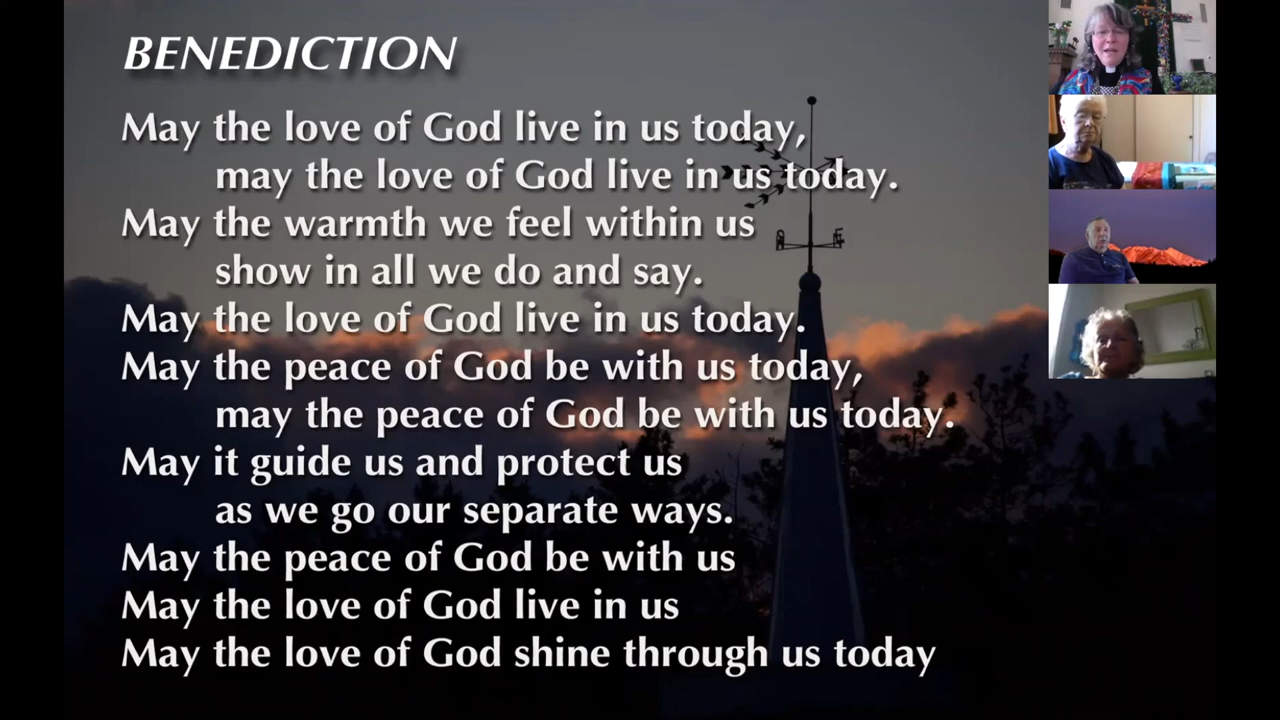 BENEDICTION
May the love of God live in us today,
may the love of God live in us today.
May the warmth we feel within us
show in all we do and say.
May the love of God live in us today.
May the peace of God be with us today,
may the peace of God be with us today.
May it guide us and protect us
as we go our separate ways.
May the peace of God be with us
May the love of God live in us
May the love of God shine through us today